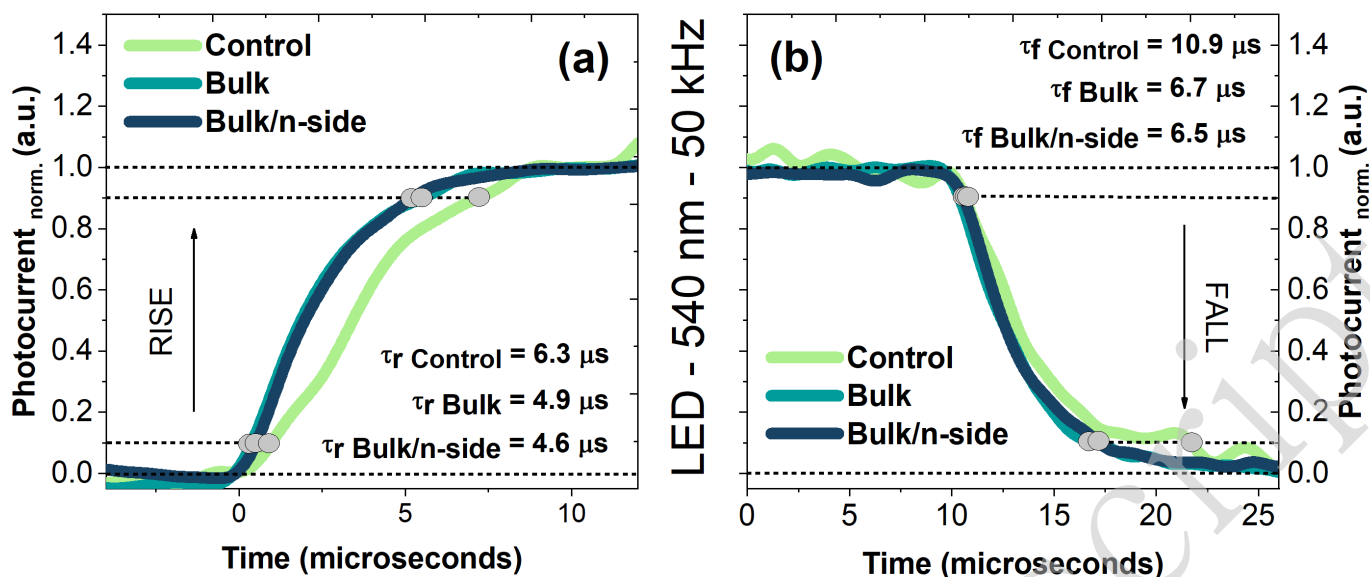 (a)
Control
Bulk
Bulk/n-side
RISE
τr Control = 6.3 μs
τr Bulk = 4.9 μs
τr Bulk/n-side = 4.6 μs
Photocurrent norm. (a.u.)
1.4
1.2
1.0
0.8
0.6
0.4
0.2
0.0
0 5 10
Time (microseconds)
LED - 540 nm - 50 kHz
(b)
τf Control = 10.9 μs
τf Bulk = 6.7 μs
τf Bulk/n-side = 6.5 μs
FALL
Control
Bulk
Bulk/n-side
1.4
1.2
1.0
0.8
0.6
0.4
0.2
0.0
Photocurrent norm. (a.u.)
0 5 10 15 20 25
Time (microseconds)